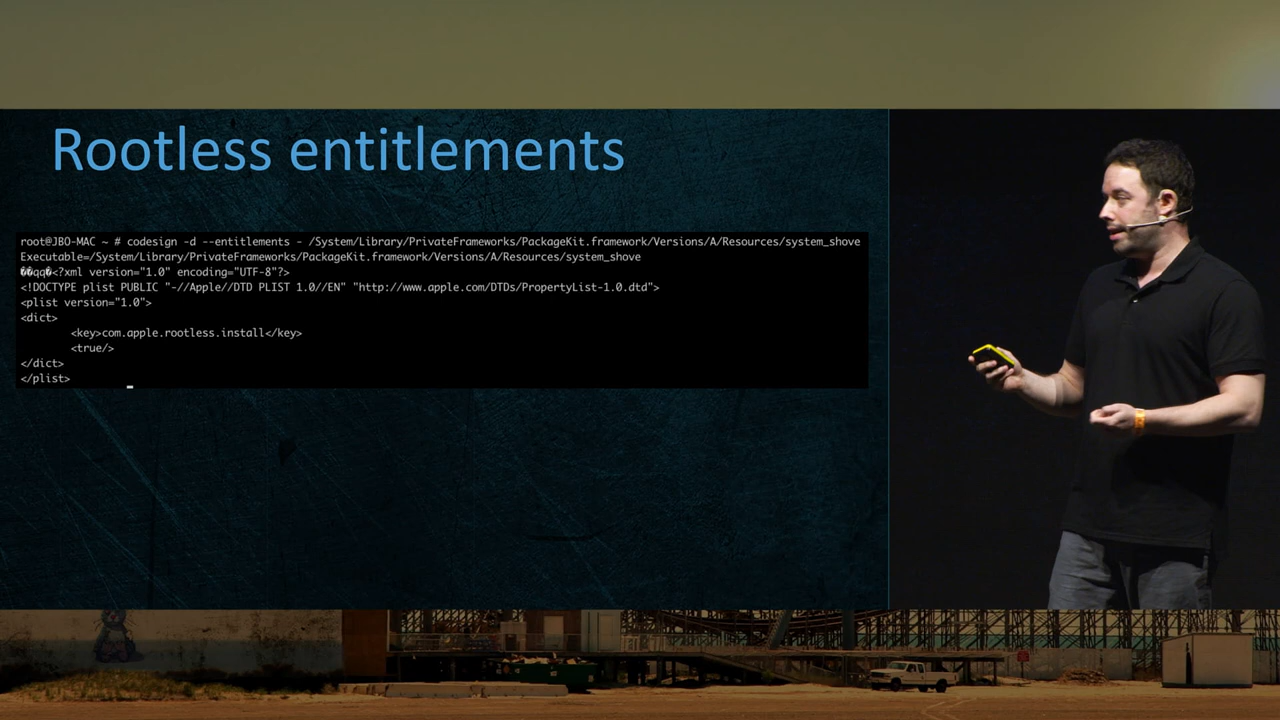 Rootless entitlements
root@JBO-MAC ~ # codesign -d --entitlements - /System/Library/PrivateFrameworks/PackageKit.framework/Versions/A/Resources/system_shove
Executable=/System/Library/PrivateFrameworks/PackageKit.framework/Versions/A/Resources/system_shove
��qq�<?xml version="1.0" encoding="UTF-8"?>
<!DOCTYPE plist PUBLIC "-//Apple//DTD PLIST 1.0//EN" "http://www.apple.com/DTDs/PropertyList-1.0.dtd">
<plist version="1.0">
<dict>
<key>com.apple.rootless.install</key>
<true/>
</dict>
</plist>